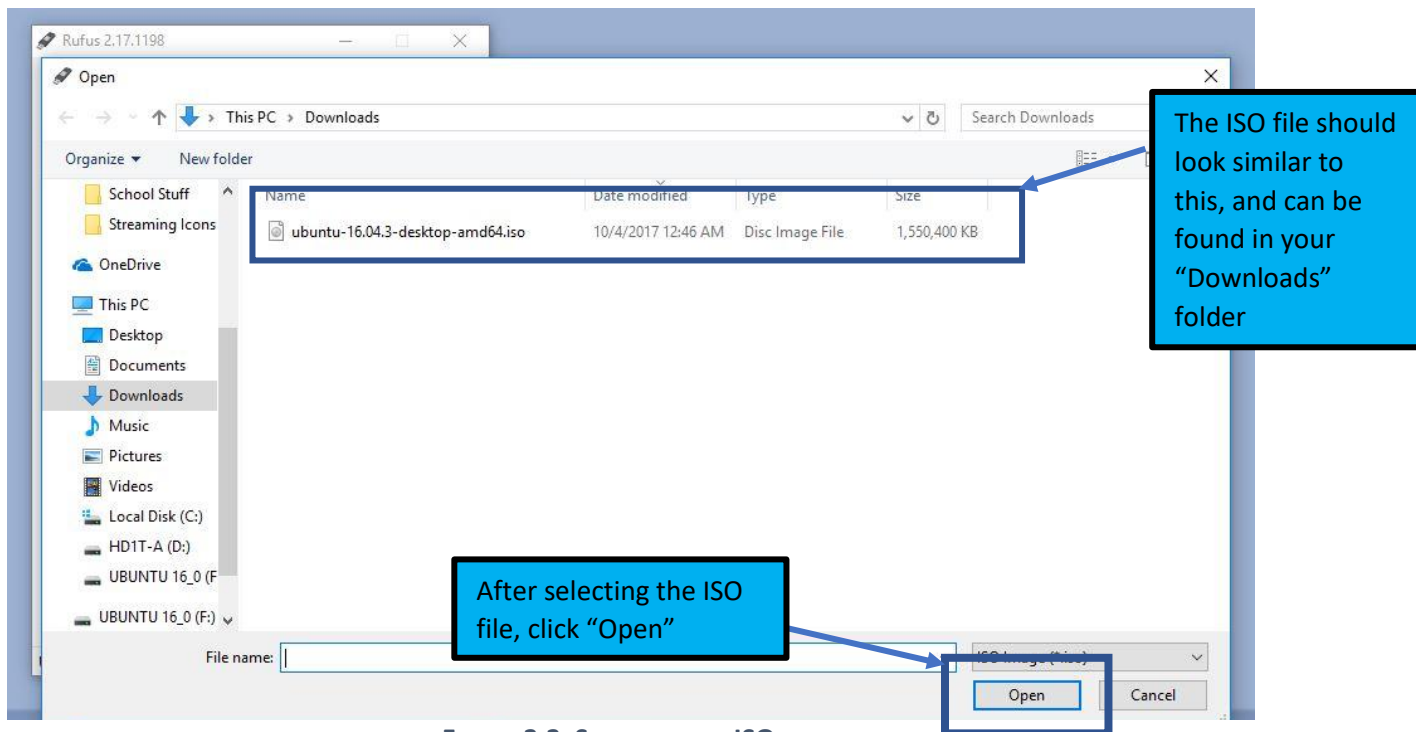 Rufus 2.17.1198
Open
This PC > Downloads
Search Downloads
The ISO file should
look similar to
this, and can be
found in your
“Downloads”
folder
Organize
New folder
Name Date modified Type Size
ubuntu-16.04.3-desktop-amd64.iso 10/4/2017 12:46 AM Disc Image File 1,550,400 KB
School Stuff
Streaming Icons
OneDrive
This PC
Desktop
Documents
Downloads
Music
Pictures
Videos
Local Disk (C:)
HD1T-A (D:)
UBUNTU 16_0 (F
UBUNTU 16_0 (F:)
After selecting the ISO
file, click “Open”
File name:
ISO Image (*.iso)
Open Cancel